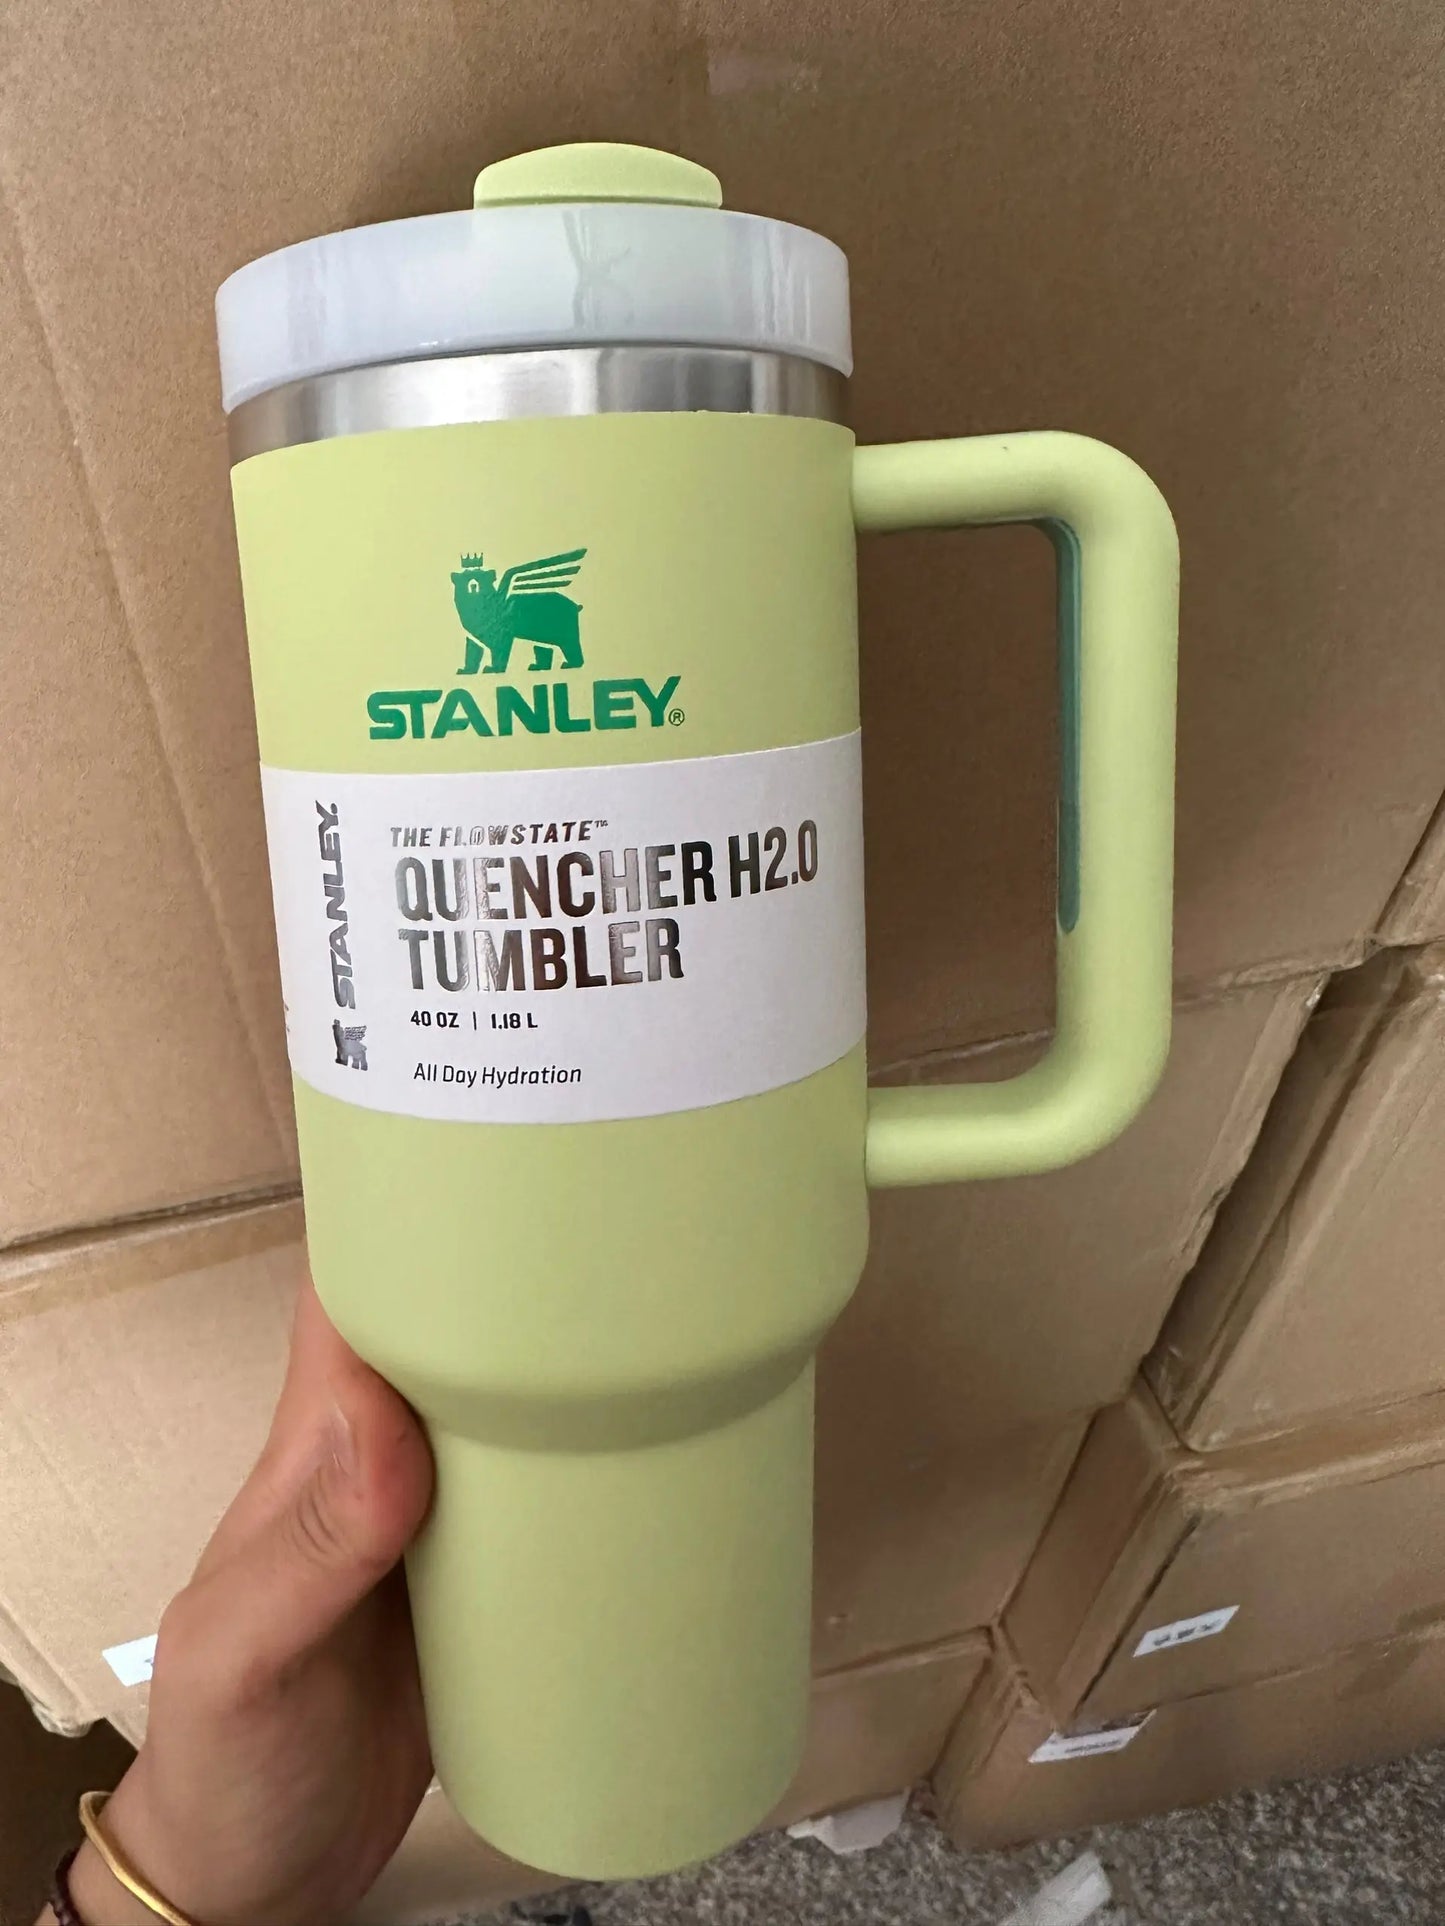 STANLEY®
STANLEY.
THE FLOWSTATE™
QUENCHER H2.0
TUMBLER
40 OZ | 1.18 L
All Day Hydration